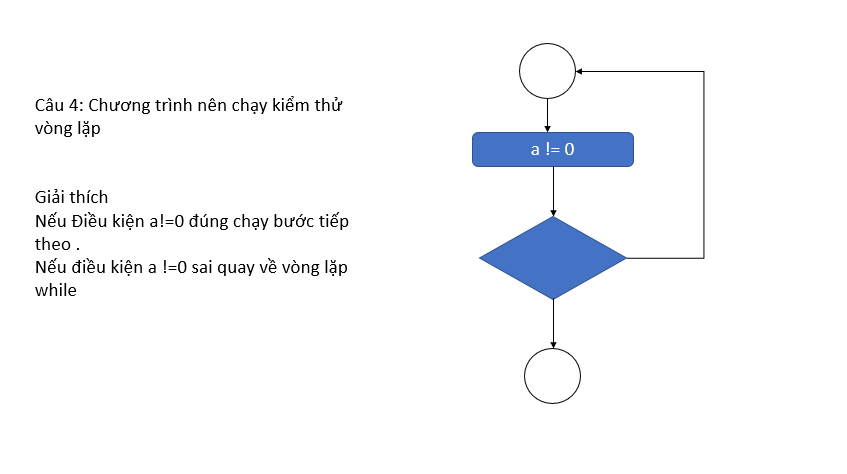 Câu 4: Chương trình nên chạy kiểm thử
vòng lặp
a != 0
Giải thích
Nếu Điều kiện a!=0 đúng chạy bước tiếp
theo .
Nếu điều kiện a !=0 sai quay về vòng lặp
while